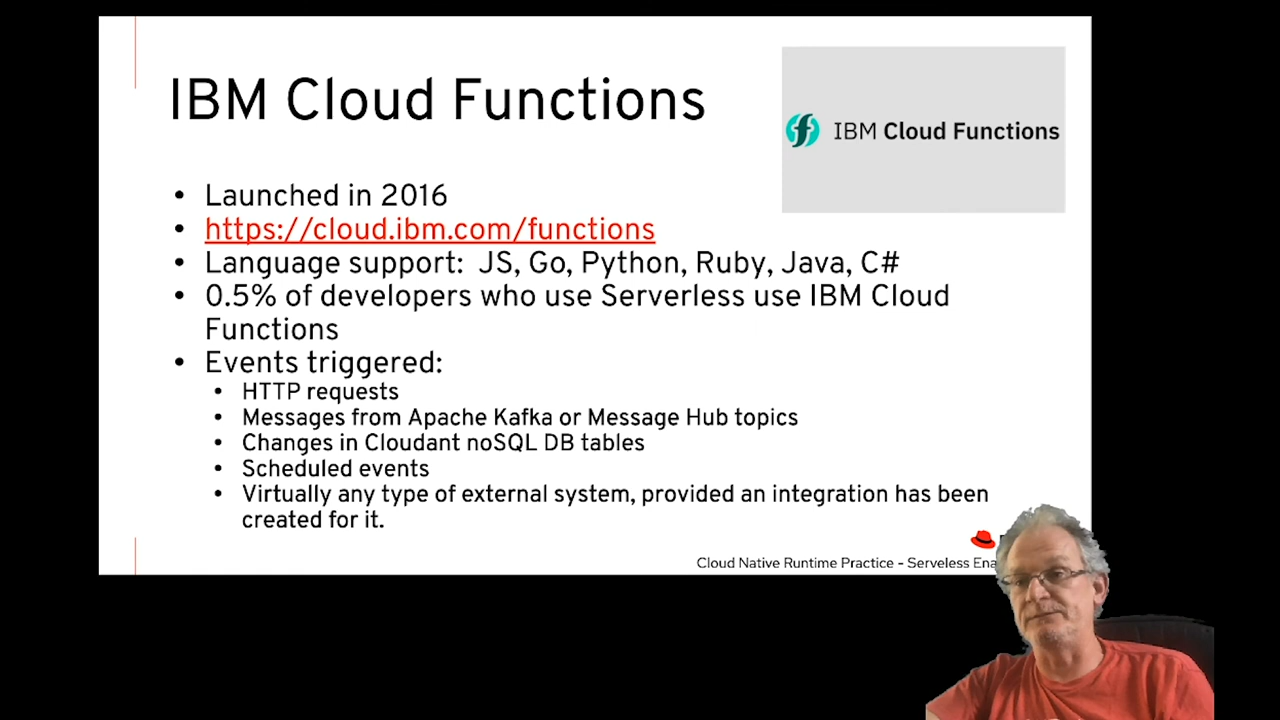 IBM Cloud Functions
IBM Cloud Functions
• Launched in 2016
• https://cloud.ibm.com/functions
• Language support: JS, Go, Python, Ruby, Java, C#
• 0.5% of developers who use Serverless use IBM Cloud
Functions
• Events triggered:
• HTTP requests
• Messages from Apache Kafka or Message Hub topics
• Changes in Cloudant noSQL DB tables
• Scheduled events
• Virtually any type of external system, provided an integration has been
created for it.
Cloud Native Runtime Practice - Serveless